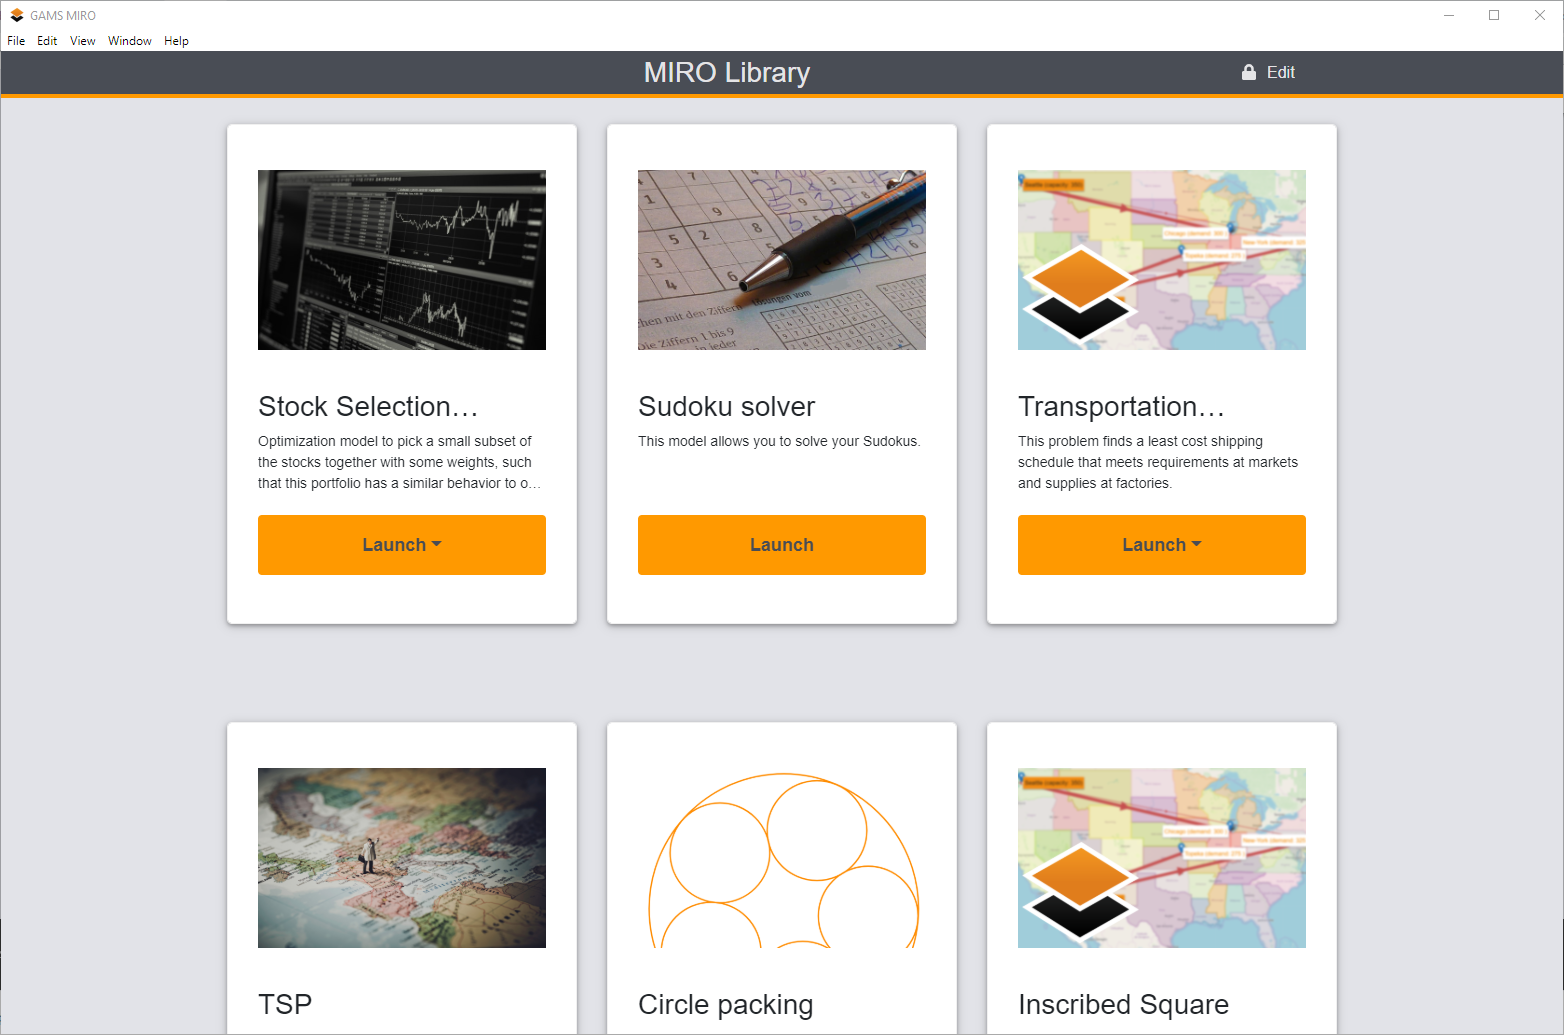 GAMS MIRO
File Edit View Window Help
MIRO Library
Edit
Stock Selection…
Optimization model to pick a small subset of
the stocks together with some weights, such
that this portfolio has a similar behavior to o…
Launch
Sudoku solver
This model allows you to solve your Sudokus.
Launch
Transportation…
This problem finds a least cost shipping
schedule that meets requirements at markets
and supplies at factories.
Launch
TSP
Circle packing
Inscribed Square